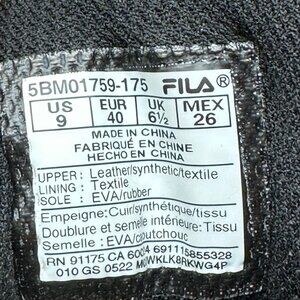 5BM01759-175 FILA®
US EUR UK MEX
9 40 6½ 26
MADE IN CHINA
FABRIQUÉ EN CHINE
HECHO EN CHINA
UPPER: Leather/synthetic/textile
LINING: Textile
SOLE: EVA/rubber
Empeigne: Cuir/synthétique/tissu
Doublure et semelle intérieure: Tissu
Semelle: EVA/caoutchouc
RN 91175 CA 691115855328
010 GS 0522